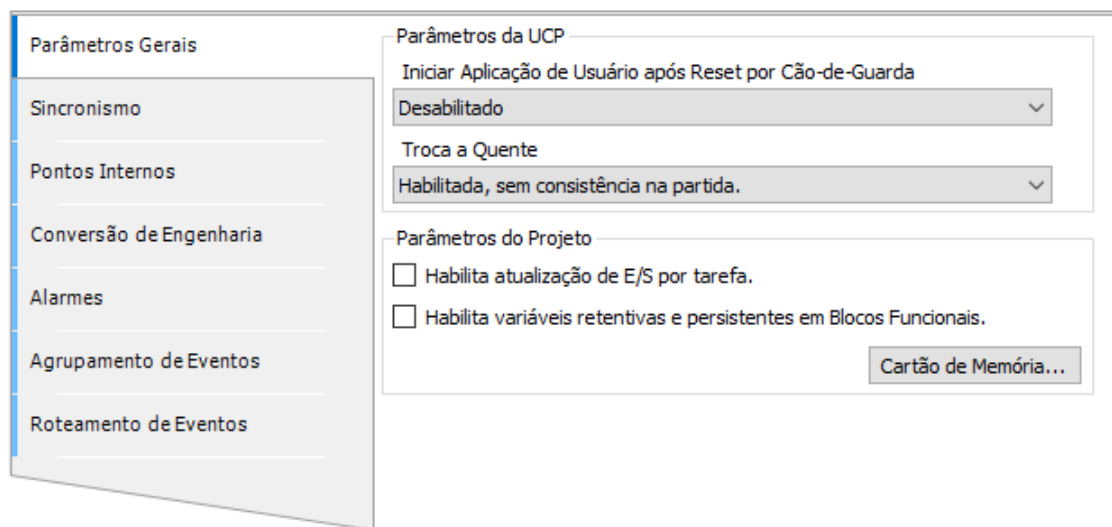 Parâmetros Gerais
Sincronismo
Pontos Internos
Conversão de Engenharia
Alarmes
Agrupamento de Eventos
Roteamento de Eventos
Parâmetros da UCP
Iniciar Aplicação de Usuário após Reset por Cão-de-Guarda
Desabilitado
Troca a Quente
Habilitada, sem consistência na partida.
Parâmetros do Projeto
Habilita atualização de E/S por tarefa.
Habilita variáveis retentivas e persistentes em Blocos Funcionais.
Cartão de Memória...